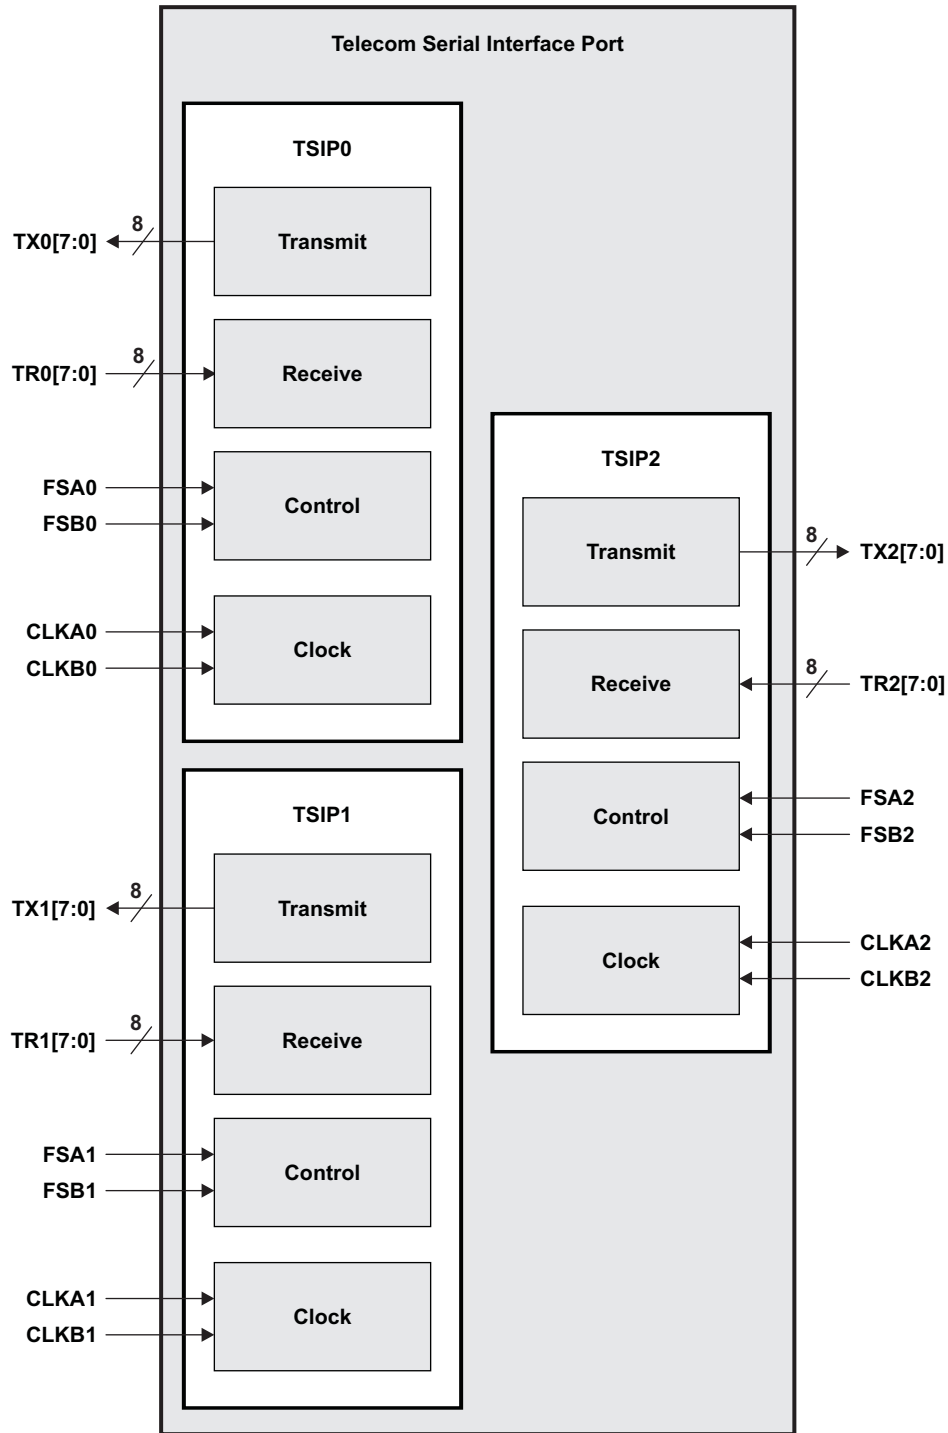 Telecom Serial Interface Port
TSIP0
8
TX0[7:0]
Transmit
8
TR0[7:0]
Receive
FSA0
FSB0
Control
CLKA0
CLKB0
Clock
TSIP1
8
TX1[7:0]
Transmit
8
TR1[7:0]
Receive
FSA1
FSB1
Control
CLKA1
CLKB1
Clock
TSIP2
Transmit
8
TX2[7:0]
Receive
8
TR2[7:0]
Control
FSA2
FSB2
Clock
CLKA2
CLKB2